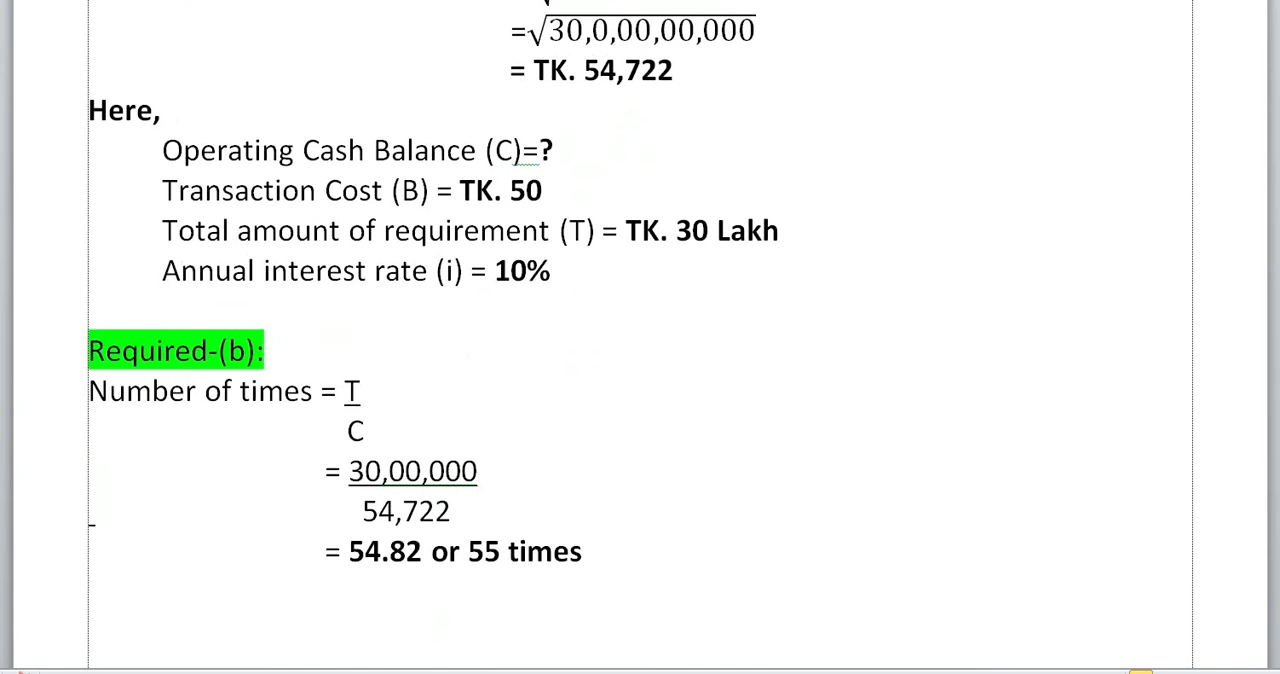 =√30,0,00,00,000
= TK. 54,722
Here,
Operating Cash Balance (C)=?
Transaction Cost (B) = TK. 50
Total amount of requirement (T) = TK. 30 Lakh
Annual interest rate (i) = 10%
Required-(b):
Number of times = T
C
= 30,00,000
54,722
= 54.82 or 55 times